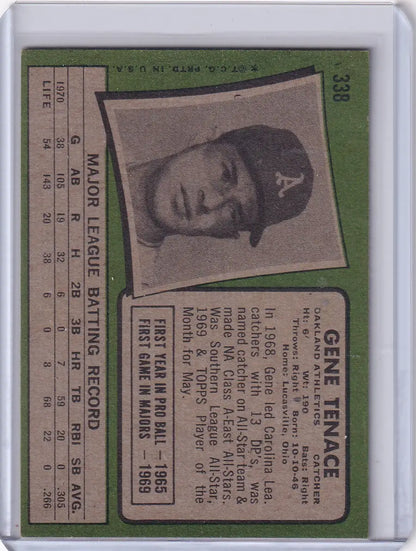 338
*©T.C.G. PRTD. IN U.S.A.
A
GENE TENACE
OAKLAND ATHLETICS CATCHER
Ht: 6' Wt: 190 Bats: Right
Throws: Right Born: 10-10-46
Home: Lucasville, Ohio
In 1968, Gene led Carolina Lea.
catchers with 13 DP's, was
named catcher on All-Star team &
made NA Class A-East All-Stars.
Was Southern League All-Star,
1969 & TOPPS Player of the
Month for May.
FIRST YEAR IN PRO BALL — 1965
FIRST GAME IN MAJORS — 1969
MAJOR LEAGUE BATTING RECORD
G AB R H 2B 3B HR TB RBI SB AVG.
1970 38 105 19 32 6 0 7 59 20 0 .305
LIFE 54 143 20 38 6 0 8 68 22 0 .266